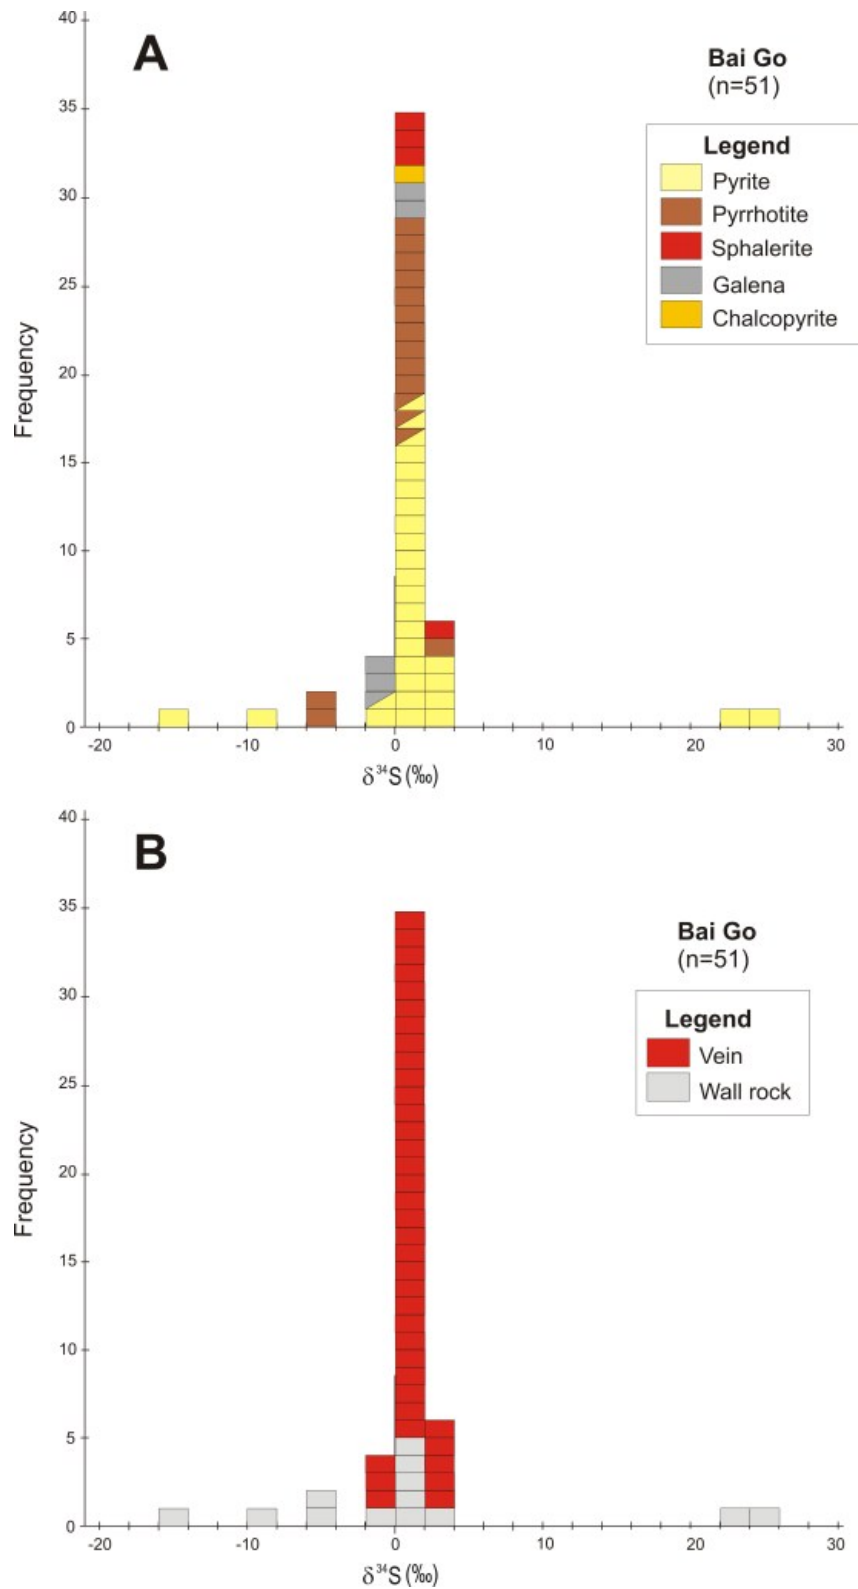 A
Bai Go
(n=51)
Legend
Pyrite
Pyrrhotite
Sphalerite
Galena
Chalcopyrite
Frequency
40
35
30
25
20
15
10
5
0
-20 -10 0 10 20 30
δ³⁴S (‰)
B
Bai Go
(n=51)
Legend
Vein
Wall rock
Frequency
40
35
30
25
20
15
10
5
0
-20 -10 0 10 20 30
δ³⁴S (‰)